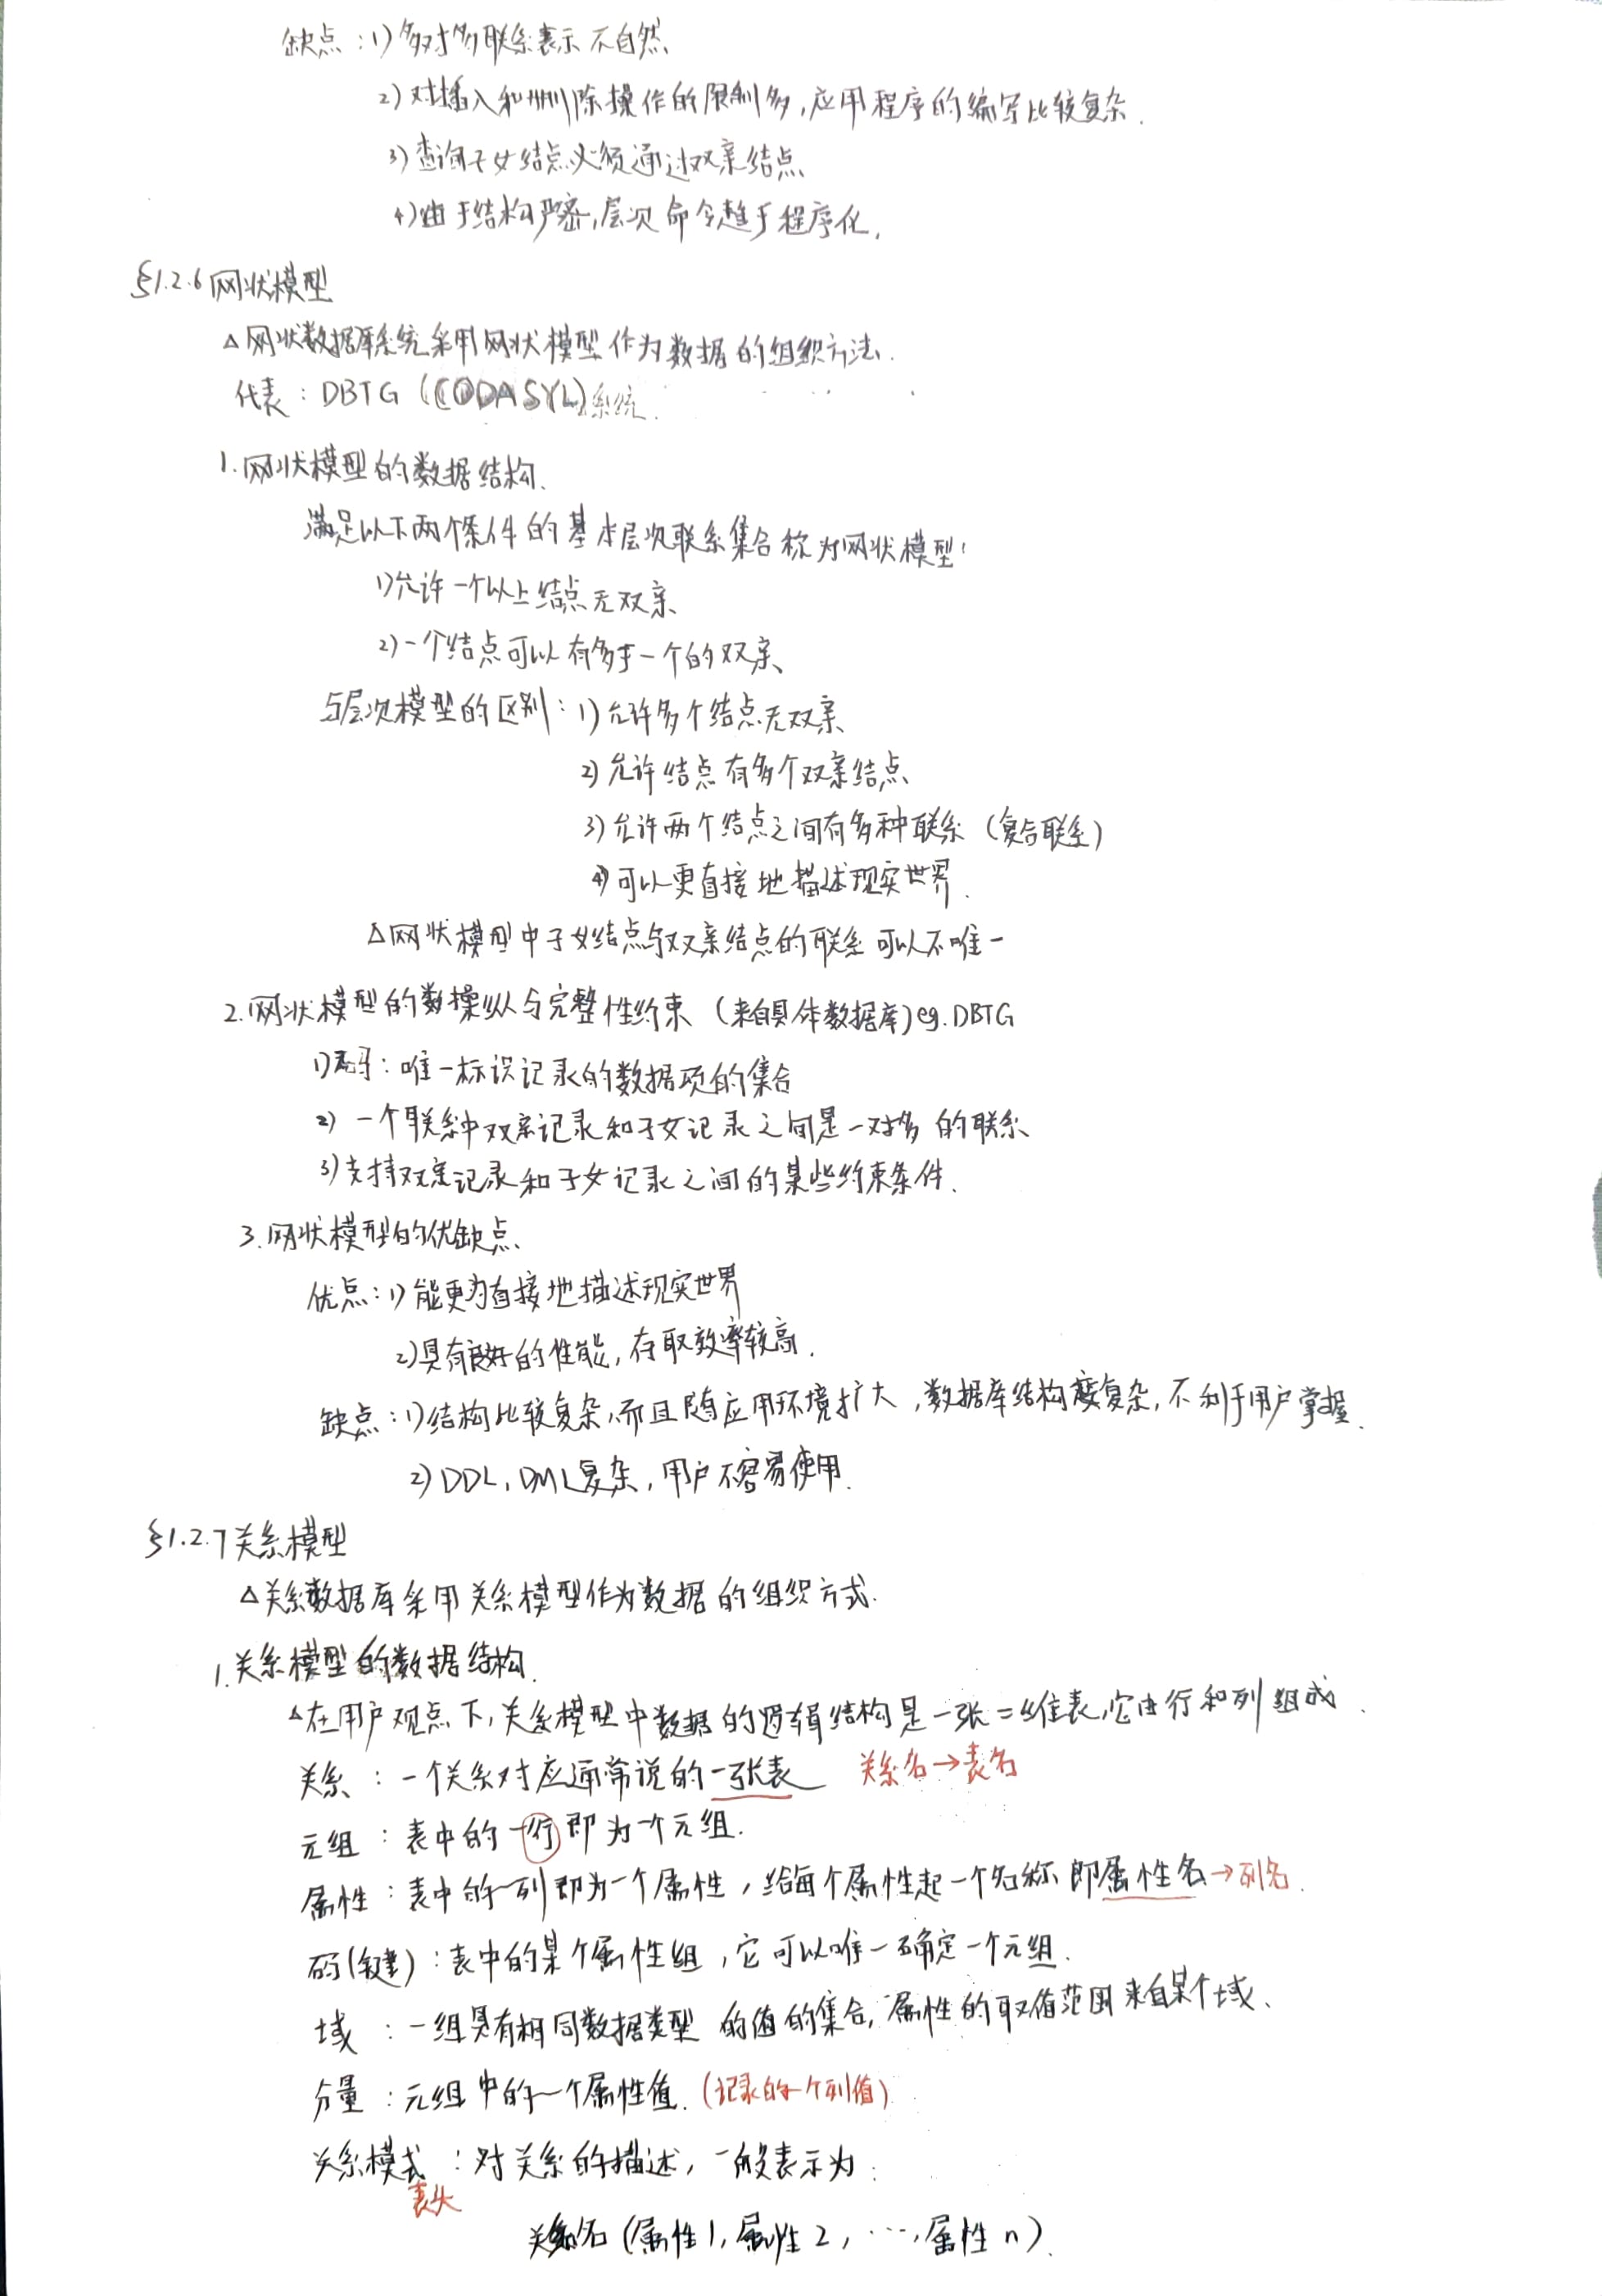 缺点：1) 多对多联系表示不自然
2) 对插入和删除操作的限制多，应用程序的编写比较复杂.
3) 查询子女结点必须通过双亲结点
4) 由于结构严密，层次命令趋于程序化.
§1.2.6 网状模型
△网状数据库系统采用网状模型作为数据的组织方法.
代表：DBTG (CODASYL)系统.
1.网状模型的数据结构.
满足以下两个条件的基本层次联系集合称为网状模型：
1)允许一个以上结点无双亲
2)一个结点可以有多于一个的双亲
与层次模型的区别：1)允许多个结点无双亲
2)允许结点有多个双亲结点
3)允许两个结点之间有多种联系（复合联系）
4)可以更直接地描述现实世界.
△网状模型中子女结点与双亲结点的联系可以不唯一
2.网状模型的数操纵与完整性约束（来自具体数据库）eg.DBTG
1)码：唯一标识记录的数据项的集合
2) 一个联系中双亲记录和子女记录之间是一对多的联系
3)支持双亲记录和子女记录之间的某些约束条件.
3.网状模型的优缺点
优点：1)能更为直接地描述现实世界
2)具有良好的性能，存取效率较高.
缺点：1)结构比较复杂，而且随应用环境扩大，数据库结构变复杂，不利于用户掌握.
2) DDL，DML复杂，用户不容易使用.
§1.2.7 关系模型
△关系数据库采用关系模型作为数据的组织方式.
1.关系模型的数据结构.
△在用户观点下，关系模型中数据的逻辑结构是一张二维表，它由行和列组成.
关系：一个关系对应通常说的一张表 关系名→表名
元组：表中的一行即为一个元组.
属性：表中的一列即为一个属性，给每个属性起一个名称即属性名→列名.
码(键)：表中的某个属性组，它可以唯一确定一个元组.
域：一组具有相同数据类型的值的集合，属性的取值范围来自某个域.
分量：元组中的一个属性值.（记录的一个列值）
关系模式：对关系的描述，一般表示为：
表头
关系名（属性1，属性2，…，属性n）.